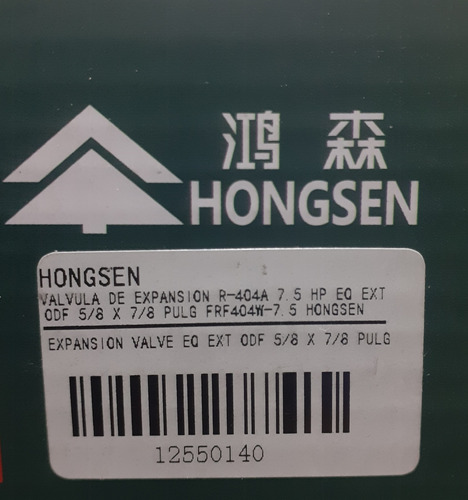 鸿森
HONGSEN
HONGSEN
VALVULA DE EXPANSION R-404A 7.5 HP EQ EXT
ODF 5/8 X 7/8 PULG FRF404W-7.5 HONGSEN
EXPANSION VALVE EQ EXT ODF 5/8 X 7/8 PULG
12550140